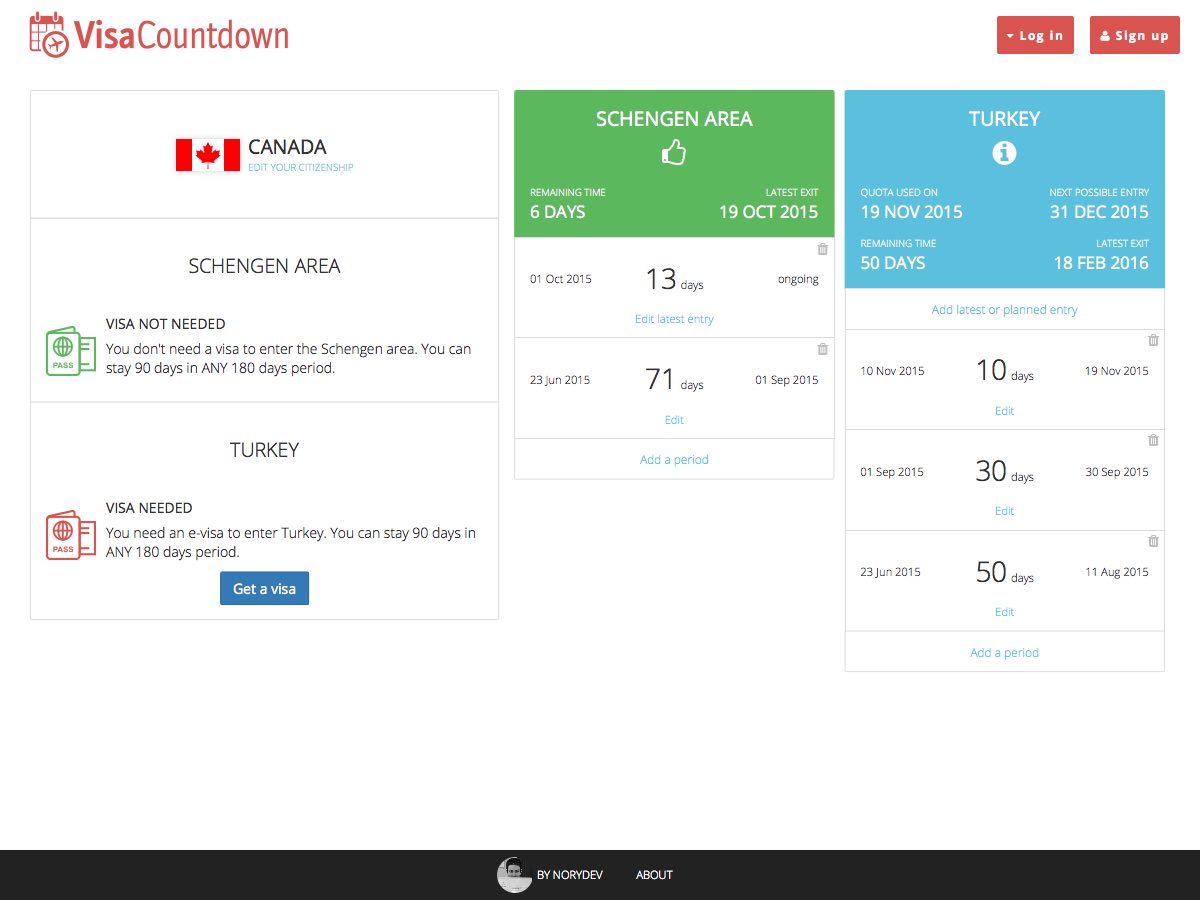 VisaCountdown
Log in
Sign up
CANADA
EDIT YOUR CITIZENSHIP
SCHENGEN AREA
VISA NOT NEEDED
PASS
You don't need a visa to enter the Schengen area. You can
stay 90 days in ANY 180 days period.
TURKEY
VISA NEEDED
PASS
You need an e-visa to enter Turkey. You can stay 90 days in
ANY 180 days period.
Get a visa
SCHENGEN AREA
REMAINING TIME LATEST EXIT
6 DAYS 19 OCT 2015
01 Oct 2015 13 days ongoing
Edit latest entry
23 Jun 2015 71 days 01 Sep 2015
Edit
Add a period
TURKEY
QUOTA USED ON NEXT POSSIBLE ENTRY
19 NOV 2015 31 DEC 2015
REMAINING TIME LATEST EXIT
50 DAYS 18 FEB 2016
Add latest or planned entry
10 Nov 2015 10 days 19 Nov 2015
Edit
01 Sep 2015 30 days 30 Sep 2015
Edit
23 Jun 2015 50 days 11 Aug 2015
Edit
Add a period
BY NORYDEV ABOUT